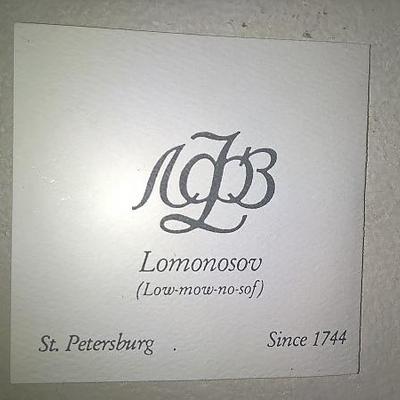 ЛФЗ
Lomonosov
(Low-mow-no-sof)
St. Petersburg
Since 1744